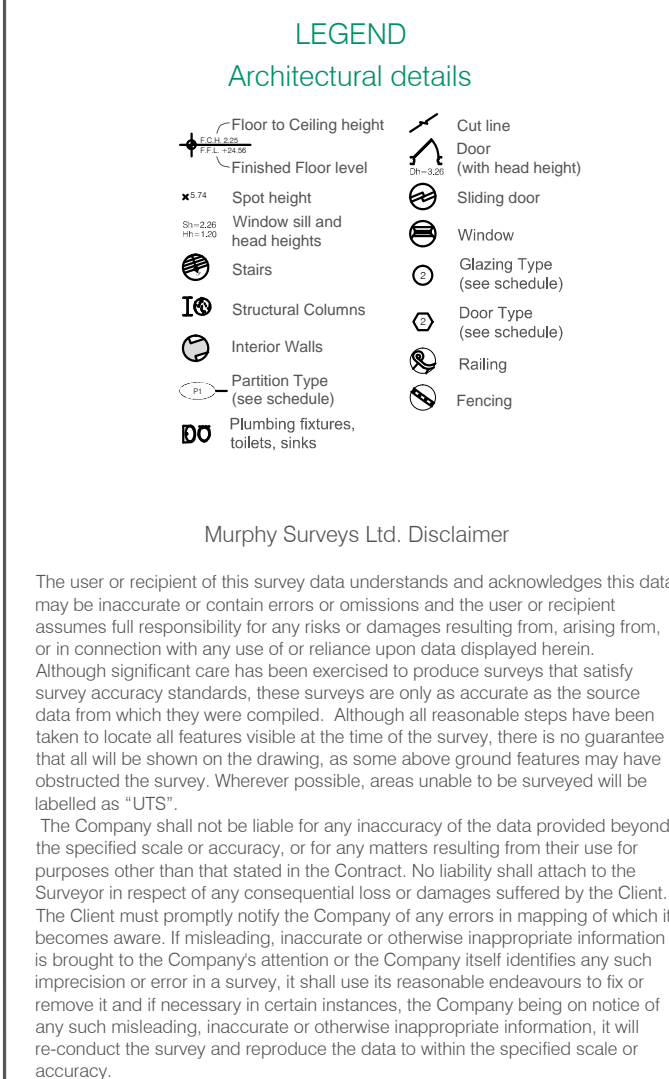 LEGEND
Architectural details
Floor to Ceiling height
F.C.H. 2.25
F.F.L. +24.56
Finished Floor level
5.74
Spot height
Sh=2.26
Hh=1.20
Window sill and
head heights
Stairs
Structural Columns
Interior Walls
P1
Partition Type
(see schedule)
Plumbing fixtures,
toilets, sinks
Cut line
Door
(with head height)
Dh=3.26
Sliding door
Window
2
Glazing Type
(see schedule)
2
Door Type
(see schedule)
Railing
Fencing
Murphy Surveys Ltd. Disclaimer
The user or recipient of this survey data understands and acknowledges this data
may be inaccurate or contain errors or omissions and the user or recipient
assumes full responsibility for any risks or damages resulting from, arising from,
or in connection with any use of or reliance upon data displayed herein.
Although significant care has been exercised to produce surveys that satisfy
survey accuracy standards, these surveys are only as accurate as the source
data from which they were compiled.  Although all reasonable steps have been
taken to locate all features visible at the time of the survey, there is no guarantee
that all will be shown on the drawing, as some above ground features may have
obstructed the survey. Wherever possible, areas unable to be surveyed will be
labelled as “UTS”.
The Company shall not be liable for any inaccuracy of the data provided beyond
the specified scale or accuracy, or for any matters resulting from their use for
purposes other than that stated in the Contract. No liability shall attach to the
Surveyor in respect of any consequential loss or damages suffered by the Client.
The Client must promptly notify the Company of any errors in mapping of which it
becomes aware. If misleading, inaccurate or otherwise inappropriate information
is brought to the Company's attention or the Company itself identifies any such
imprecision or error in a survey, it shall use its reasonable endeavours to fix or
remove it and if necessary in certain instances, the Company being on notice of
any such misleading, inaccurate or otherwise inappropriate information, it will
re-conduct the survey and reproduce the data to within the specified scale or
accuracy.